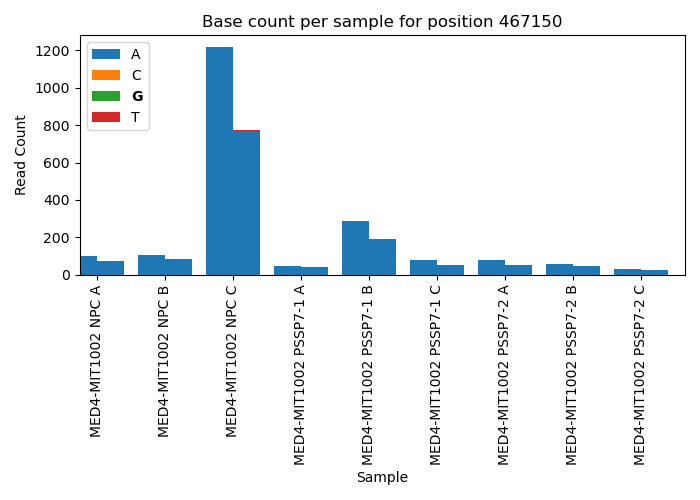 Base count per sample for position 467150
A
C
G
T
Read Count
1200
1000
800
600
400
200
0
MED4-MIT1002 NPC A
MED4-MIT1002 NPC B
MED4-MIT1002 NPC C
MED4-MIT1002 PSSP7-1 A
MED4-MIT1002 PSSP7-1 B
MED4-MIT1002 PSSP7-1 C
MED4-MIT1002 PSSP7-2 A
MED4-MIT1002 PSSP7-2 B
MED4-MIT1002 PSSP7-2 C
Sample